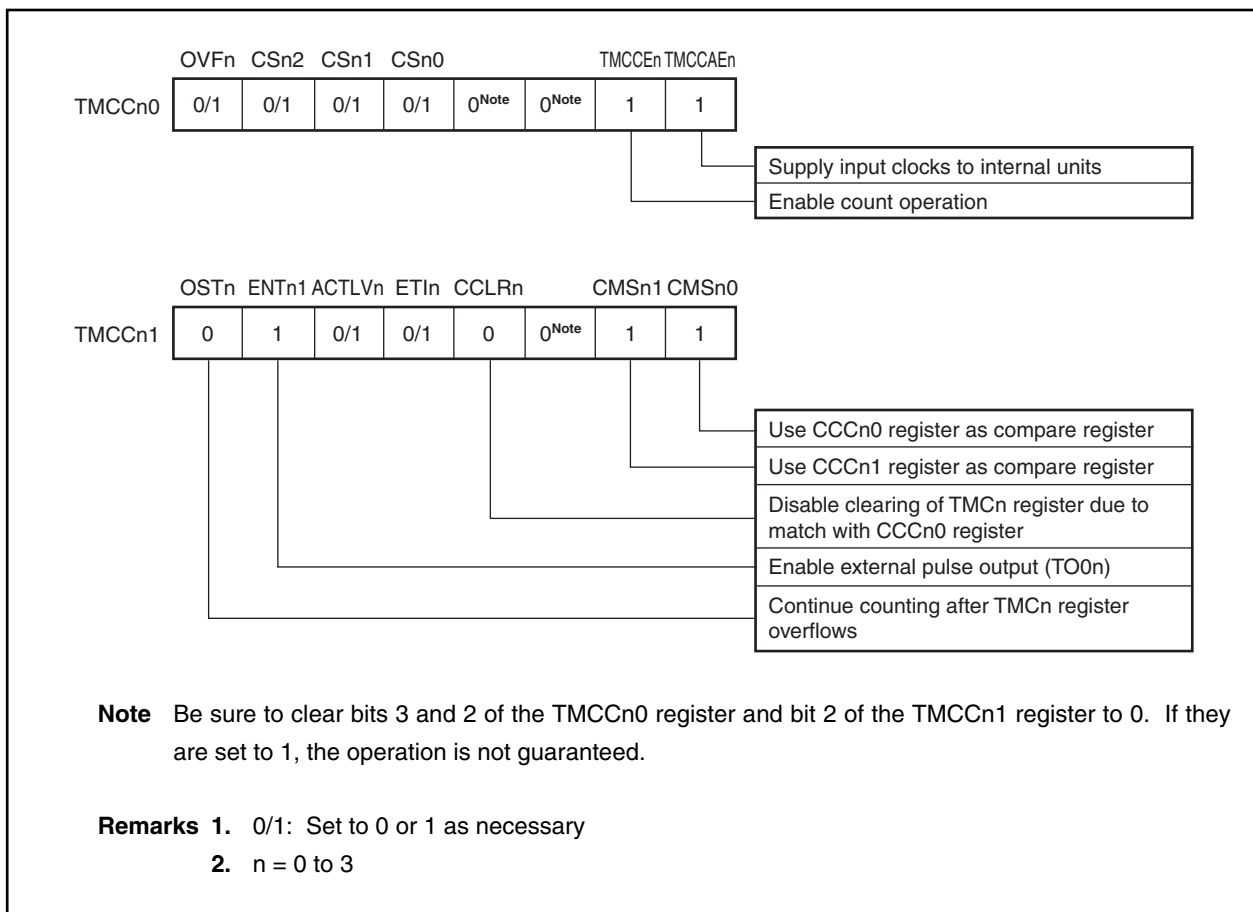 OVFn CSn2 CSn1 CSn0 TMCCEn TMCCAEn
TMCCn0 0/1 0/1 0/1 0/1 0Note 0Note 1 1
Supply input clocks to internal units
Enable count operation
OSTn ENTn1 ACTLVn ETIn CCLRn CMSn1 CMSn0
TMCCn1 0 1 0/1 0/1 0 0Note 1 1
Use CCCn0 register as compare register
Use CCCn1 register as compare register
Disable clearing of TMCn register due to
match with CCCn0 register
Enable external pulse output (TO0n)
Continue counting after TMCn register
overflows
Note Be sure to clear bits 3 and 2 of the TMCCn0 register and bit 2 of the TMCCn1 register to 0. If they
are set to 1, the operation is not guaranteed.
Remarks 1. 0/1: Set to 0 or 1 as necessary
2. n = 0 to 3